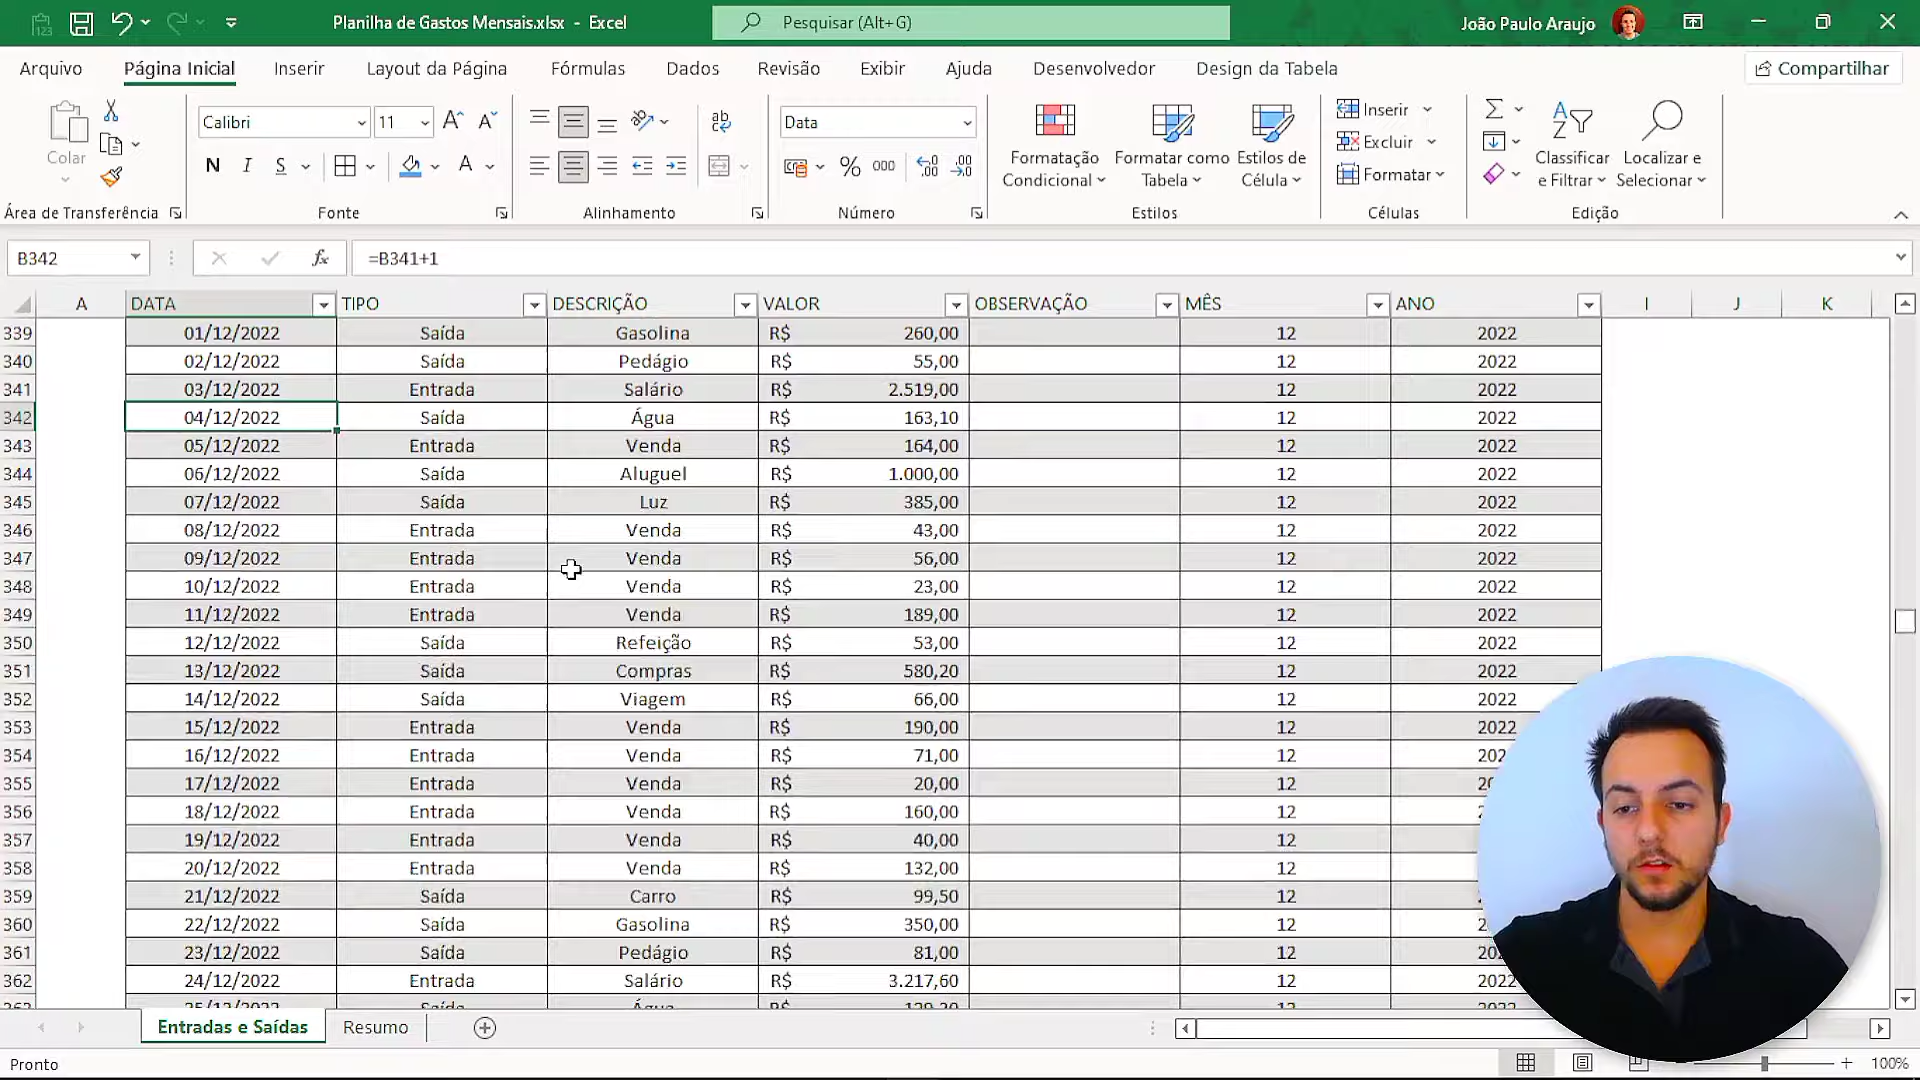 Planilha de Gastos Mensais.xlsx - Excel
Pesquisar (Alt+G)
João Paulo Araujo
Arquivo Página Inicial Inserir Layout da Página Fórmulas Dados Revisão Exibir Ajuda Desenvolvedor Design da Tabela Compartilhar
Colar
Área de Transferência
Calibri 11
N I S A
Fonte
ab
Alinhamento
Data
% 000 ,00 ,00
Número
Formatação Condicional
Formatar como Tabela
Estilos de Célula
Estilos
Inserir
Excluir
Formatar
Células
Classificar e Filtrar
Localizar e Selecionar
Edição
B342 fx =B341+1
A DATA TIPO DESCRIÇÃO VALOR OBSERVAÇÃO MÊS ANO I J K
339 01/12/2022 Saída Gasolina R$ 260,00 12 2022
340 02/12/2022 Saída Pedágio R$ 55,00 12 2022
341 03/12/2022 Entrada Salário R$ 2.519,00 12 2022
342 04/12/2022 Saída Água R$ 163,10 12 2022
343 05/12/2022 Entrada Venda R$ 164,00 12 2022
344 06/12/2022 Saída Aluguel R$ 1.000,00 12 2022
345 07/12/2022 Saída Luz R$ 385,00 12 2022
346 08/12/2022 Entrada Venda R$ 43,00 12 2022
347 09/12/2022 Entrada Venda R$ 56,00 12 2022
348 10/12/2022 Entrada Venda R$ 23,00 12 2022
349 11/12/2022 Entrada Venda R$ 189,00 12 2022
350 12/12/2022 Saída Refeição R$ 53,00 12 2022
351 13/12/2022 Saída Compras R$ 580,20 12 2022
352 14/12/2022 Saída Viagem R$ 66,00 12 2022
353 15/12/2022 Entrada Venda R$ 190,00 12
354 16/12/2022 Entrada Venda R$ 71,00 12
355 17/12/2022 Entrada Venda R$ 20,00 12
356 18/12/2022 Entrada Venda R$ 160,00 12
357 19/12/2022 Entrada Venda R$ 40,00 12
358 20/12/2022 Entrada Venda R$ 132,00 12
359 21/12/2022 Saída Carro R$ 99,50 12
360 22/12/2022 Saída Gasolina R$ 350,00 12
361 23/12/2022 Saída Pedágio R$ 81,00 12
362 24/12/2022 Entrada Salário R$ 3.217,60 12 2022
Entradas e Saídas Resumo
Pronto 100%